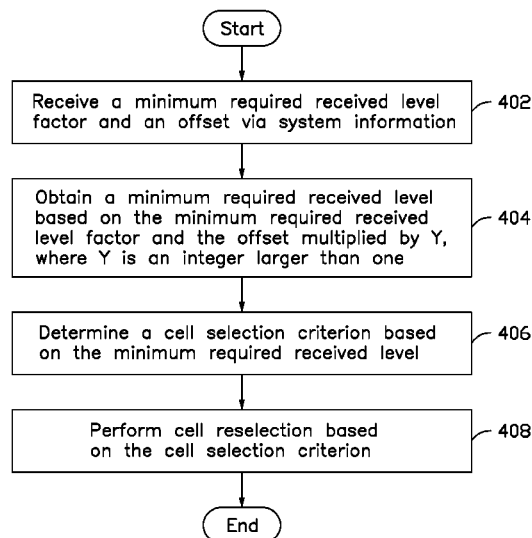 Start
Receive a minimum required received level
factor and an offset via system information
402
Obtain a minimum required received level
based on the minimum required received
level factor and the offset multiplied by Y,
where Y is an integer larger than one
404
Determine a cell selection criterion based
on the minimum required received level
406
Perform cell reselection based
on the cell selection criterion
408
End